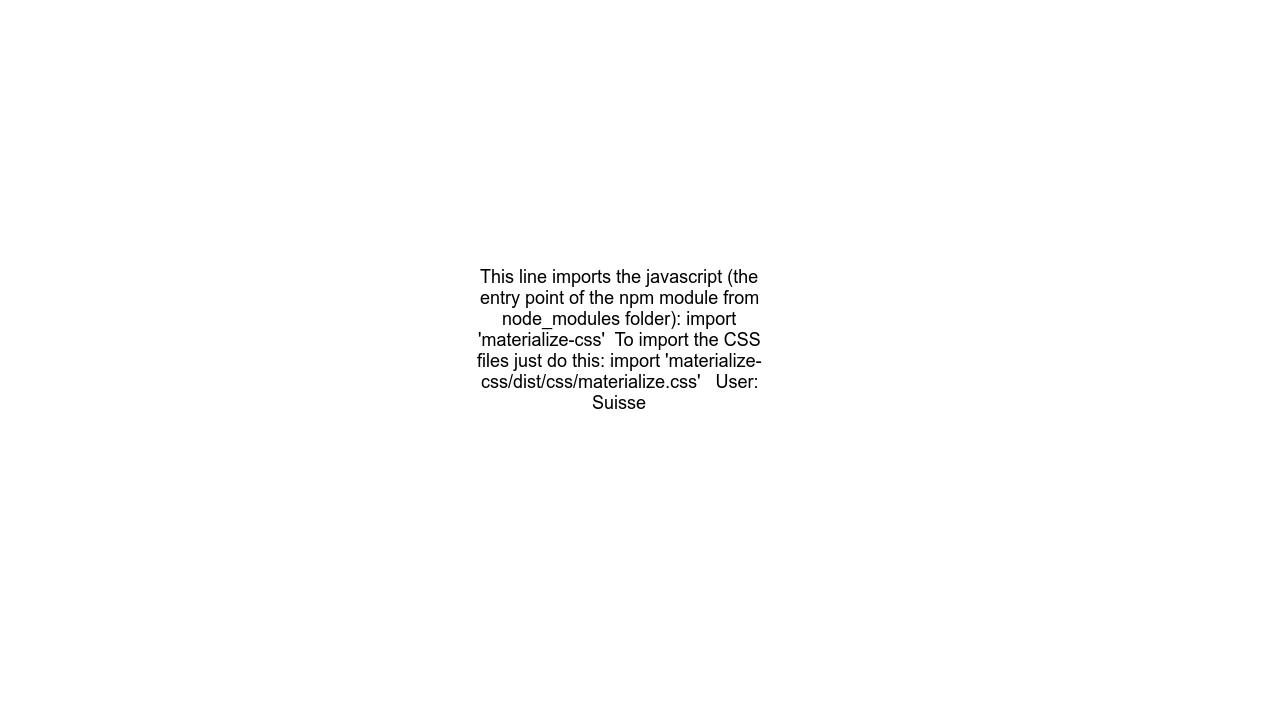 This line imports the javascript (the
entry point of the npm module from
node_modules folder): import
'materialize-css'  To import the CSS
files just do this: import 'materialize-
css/dist/css/materialize.css'   User:
Suisse